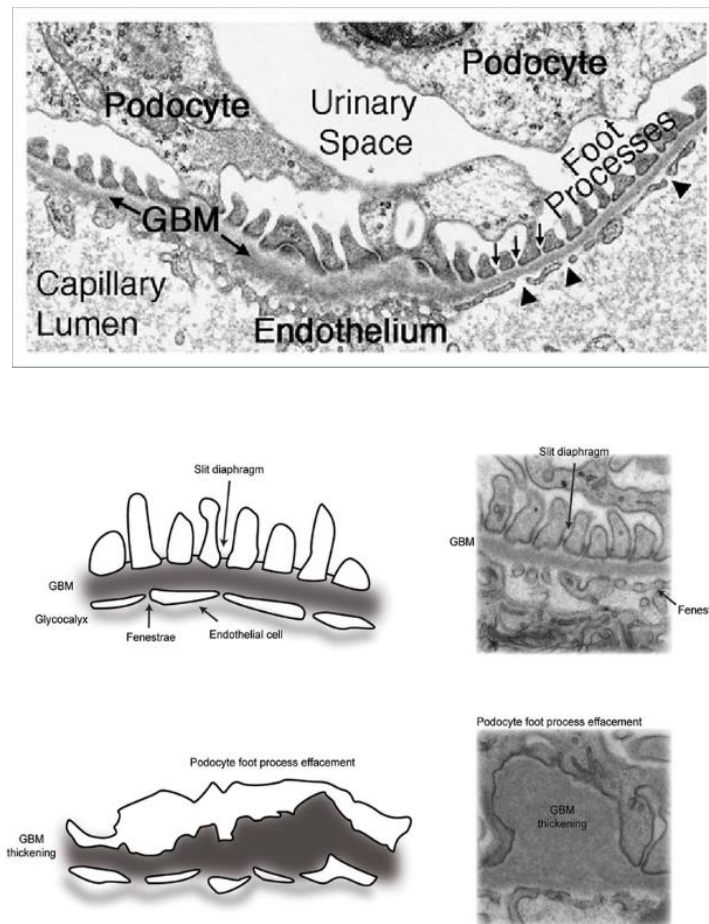 Podocyte
Podocyte
Urinary
Space
Foot
Processes
GBM
Capillary
Lumen
Endothelium
Slit diaphragm
GBM
Glycocalyx
Fenestrae
Endothelial cell
Slit diaphragm
GBM
Fenest
Podocyte foot process effacement
GBM
thickening
Podocyte foot process effacement
GBM
thickening